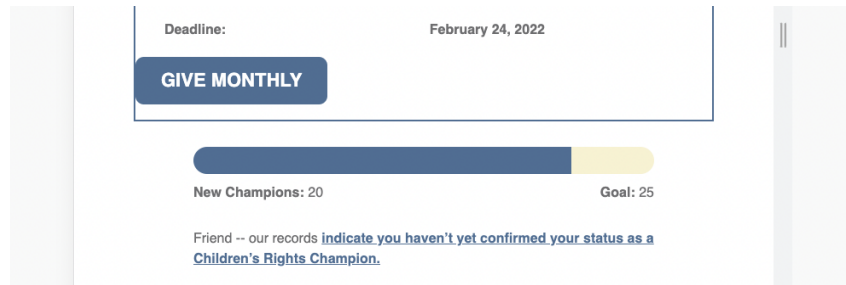 Deadline: February 24, 2022
GIVE MONTHLY
New Champions: 20 Goal: 25
Friend -- our records indicate you haven’t yet confirmed your status as a
Children’s Rights Champion.